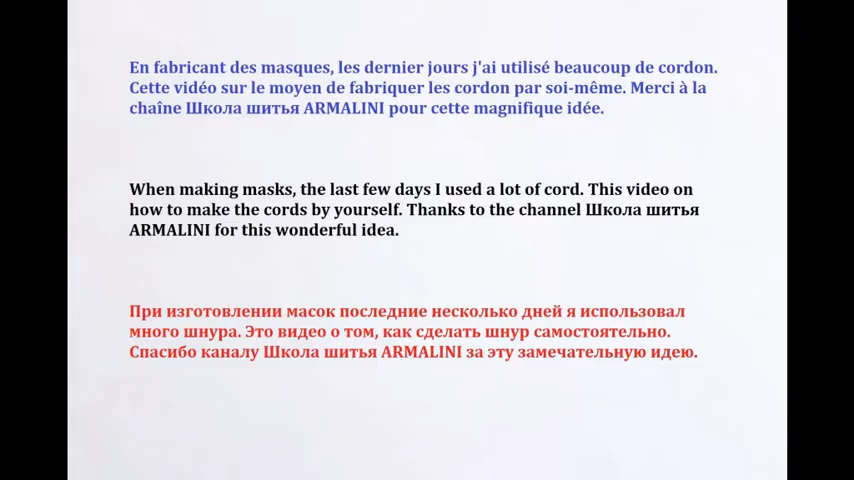 En fabricant des masques, les dernier jours j'ai utilisé beaucoup de cordon.
Cette vidéo sur le moyen de fabriquer les cordon par soi-même. Merci à la
chaîne Школа шитья ARMALINI pour cette magnifique idée.
When making masks, the last few days I used a lot of cord. This video on
how to make the cords by yourself. Thanks to the channel Школа шитья
ARMALINI for this wonderful idea.
При изготовлении масок последние несколько дней я использовал
много шнура. Это видео о том, как сделать шнур самостоятельно.
Спасибо каналу Школа шитья ARMALINI за эту замечательную идею.